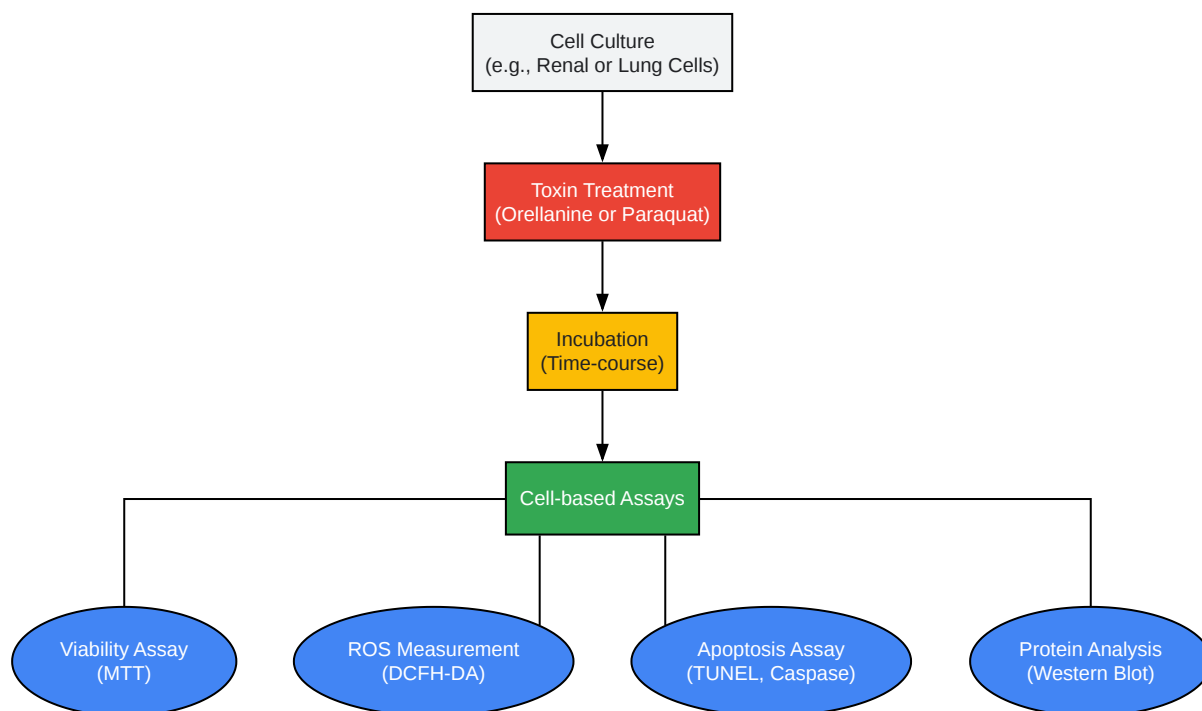 Cell Culture
(e.g., Renal or Lung Cells)
Toxin Treatment
(Orellanine or Paraquat)
Incubation
(Time-course)
Cell-based Assays
Viability Assay
(MTT)
ROS Measurement
(DCFH-DA)
Apoptosis Assay
(TUNEL, Caspase)
Protein Analysis
(Western Blot)